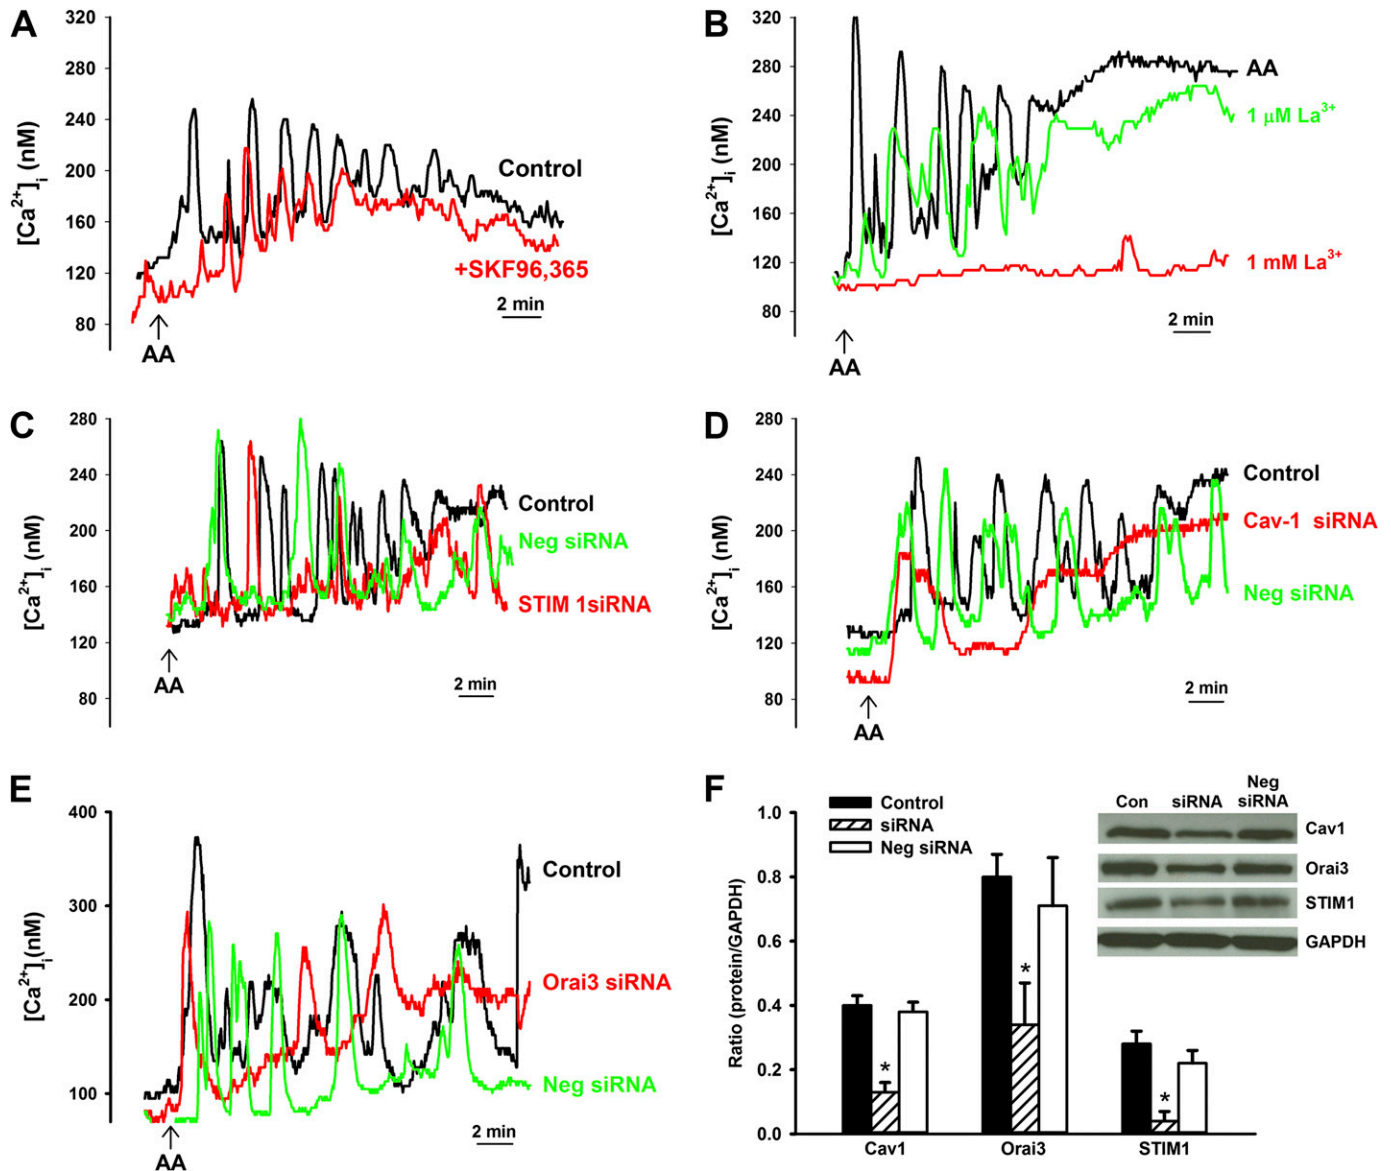 A
320
280
240
200
160
120
80
[Ca²⁺]ᵢ (nM)
Control
+SKF96,365
2 min
AA
B
320
280
240
200
160
120
80
[Ca²⁺]ᵢ (nM)
AA
1 μM La³⁺
1 mM La³⁺
2 min
AA
C
280
240
200
160
120
80
[Ca²⁺]ᵢ (nM)
Control
Neg siRNA
STIM 1siRNA
2 min
AA
D
280
240
200
160
120
80
[Ca²⁺]ᵢ (nM)
Control
Cav-1 siRNA
Neg siRNA
2 min
AA
E
400
300
200
100
[Ca²⁺]ᵢ(nM)
Control
Orai3 siRNA
Neg siRNA
2 min
AA
F
1.0
0.8
0.6
0.4
0.2
0.0
Ratio (protein/GAPDH)
Control
siRNA
Neg siRNA
*
*
*
Cav1
Orai3
STIM1
Con
siRNA
Neg
siRNA
Cav1
Orai3
STIM1
GAPDH